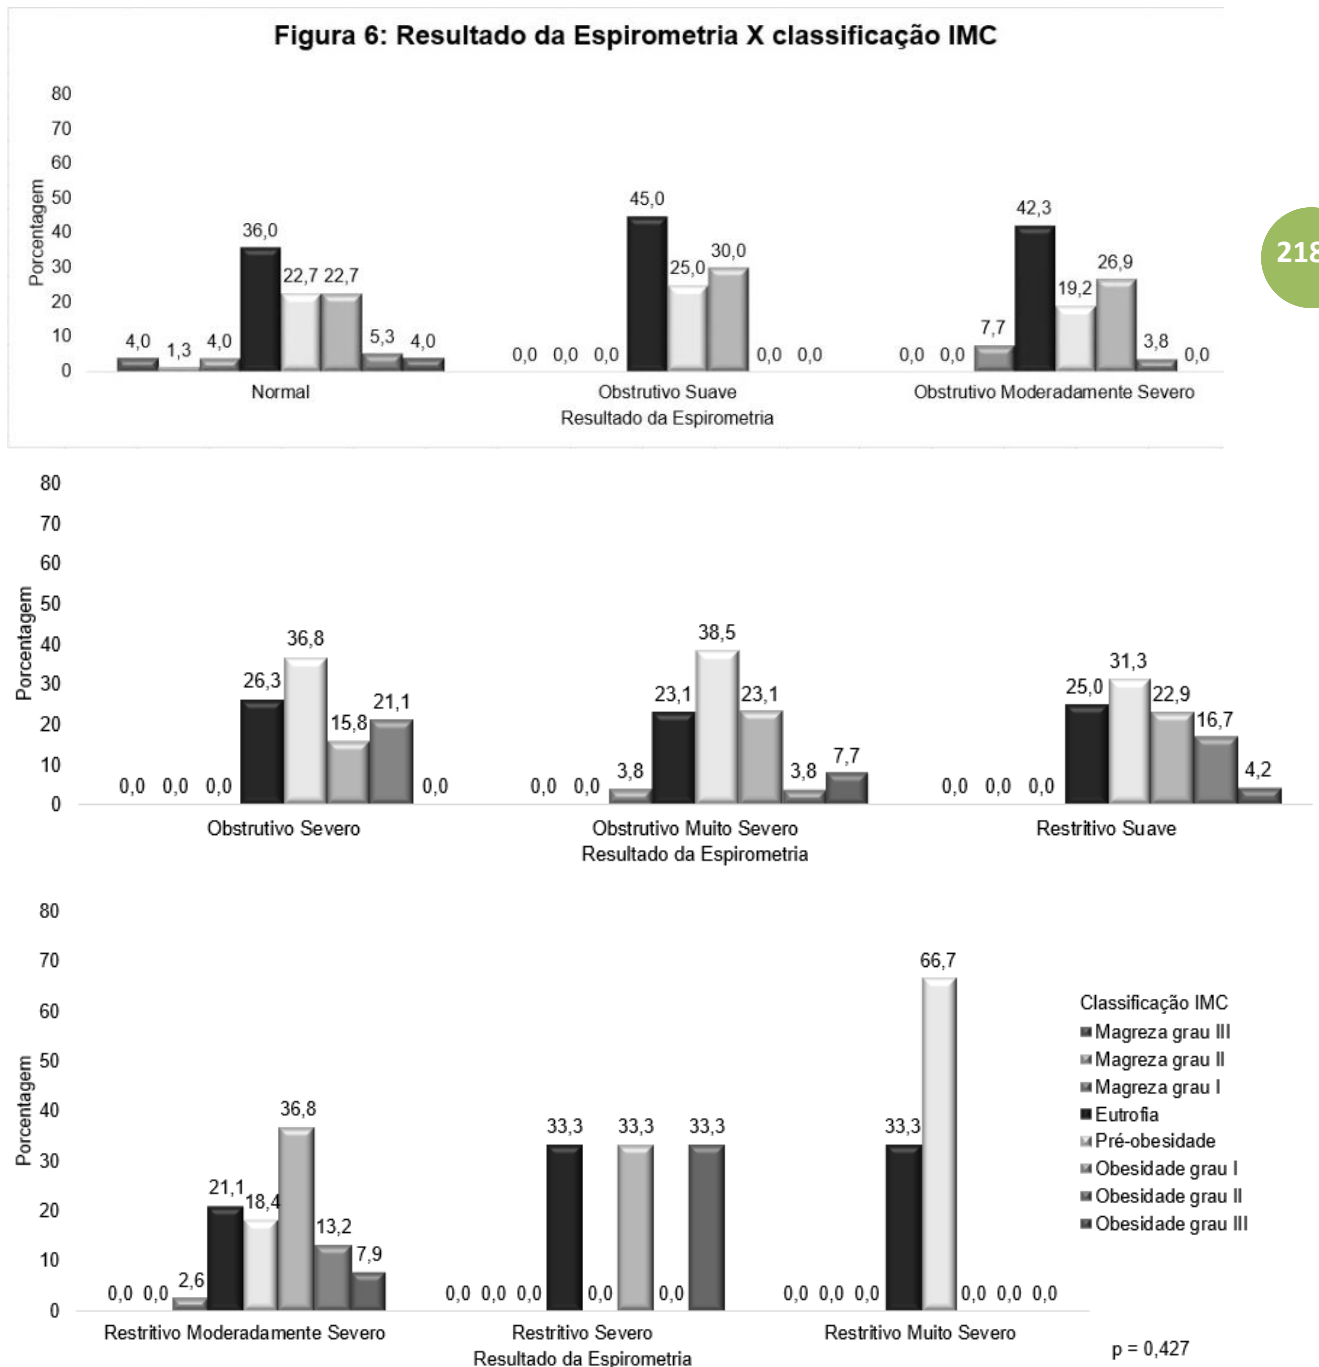 Figura 6: Resultado da Espirometria X classificação IMC
218
Porcentagem
80
70
60
50
40
30
20
10
0
4,0 1,3 4,0 36,0 22,7 22,7 5,3 4,0
0,0 0,0 0,0 45,0 25,0 30,0 0,0 0,0
0,0 0,0 7,7 42,3 19,2 26,9 3,8 0,0
Normal Obstrutivo Suave Obstrutivo Moderadamente Severo
Resultado da Espirometria
Porcentagem
80
70
60
50
40
30
20
10
0
0,0 0,0 0,0 26,3 36,8 15,8 21,1 0,0
0,0 0,0 3,8 23,1 38,5 23,1 3,8 7,7
0,0 0,0 0,0 25,0 31,3 22,9 16,7 4,2
Obstrutivo Severo Obstrutivo Muito Severo Restritivo Suave
Resultado da Espirometria
Porcentagem
80
70
60
50
40
30
20
10
0
0,0 0,0 2,6 21,1 18,4 36,8 13,2 7,9
0,0 0,0 0,0 33,3 0,0 33,3 0,0 33,3
0,0 0,0 0,0 33,3 66,7 0,0 0,0 0,0
Restritivo Moderadamente Severo Restritivo Severo Restritivo Muito Severo
Resultado da Espirometria
Classificação IMC
Magreza grau III
Magreza grau II
Magreza grau I
Eutrofia
Pré-obesidade
Obesidade grau I
Obesidade grau II
Obesidade grau III
p = 0,427